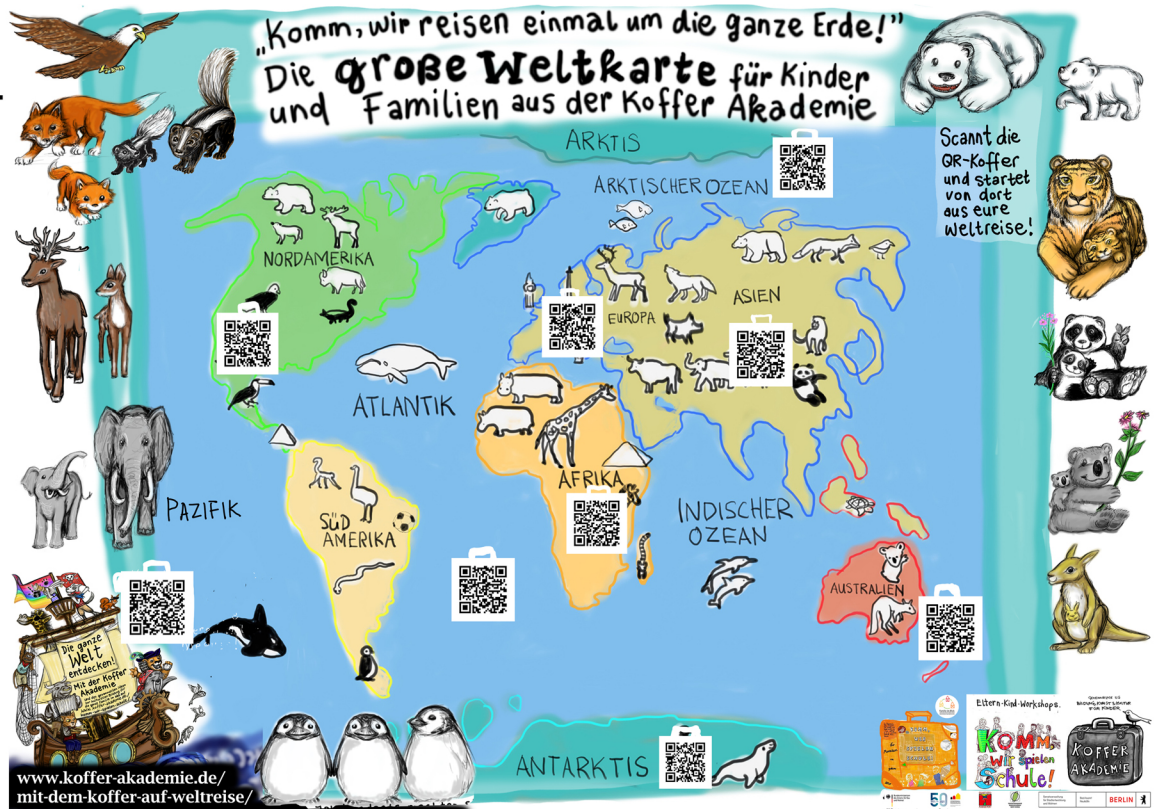 „Komm, wir reisen einmal um die ganze Erde!”
Die große Weltkarte für Kinder
und Familien aus der Koffer Akademie
Scannt die
QR-Koffer
und startet
von dort
aus eure
Weltreise!
ARKTIS
ARKTISCHER OZEAN
NORDAMERIKA
ASIEN
EUROPA
ATLANTIK
AFRIKA
PAZIFIK
SÜD
AMERIKA
INDISCHER
OZEAN
AUSTRALIEN
ANTARKTIS
Die ganze
Welt
entdecken!
Mit der Koffer
Akademie
www.koffer-akademie.de/
mit-dem-koffer-auf-weltreise/
Eltern-Kind-Workshops.
KOMM,
wir spielen
Schule!
KOFFER
AKADEMIE
BERLIN